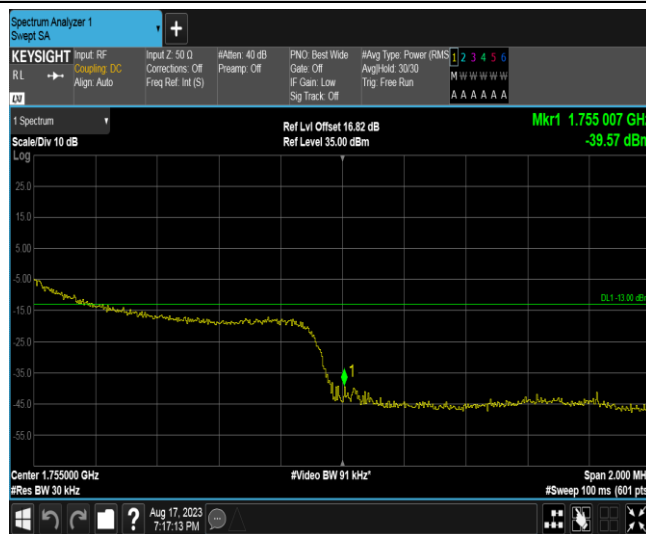 Spectrum Analyzer 1
Swept SA
+
KEYSIGHT
RL
LXI
Input: RF
Coupling: DC
Align: Auto
Input Z: 50 Ω
Corrections: Off
Freq Ref: Int (S)
#Atten: 40 dB
Preamp: Off
PNO: Best Wide
Gate: Off
IF Gain: Low
Sig Track: Off
#Avg Type: Power (RMS
Avg|Hold: 30/30
Trig: Free Run
1 2 3 4 5 6
M W W W W W
A A A A A A
1 Spectrum
Scale/Div 10 dB
Ref Lvl Offset 16.82 dB
Ref Level 35.00 dBm
Mkr1 1.755 007 GHz
-39.57 dBm
Log
25.0
15.0
5.00
-5.00
DL1 -13.00 dBm
-15.0
-25.0
-35.0
1
-45.0
-55.0
Center 1.755000 GHz
#Res BW 30 kHz
#Video BW 91 kHz*
Span 2.000 MH
#Sweep 100 ms (601 pts
?
Aug 17, 2023
7:17:13 PM